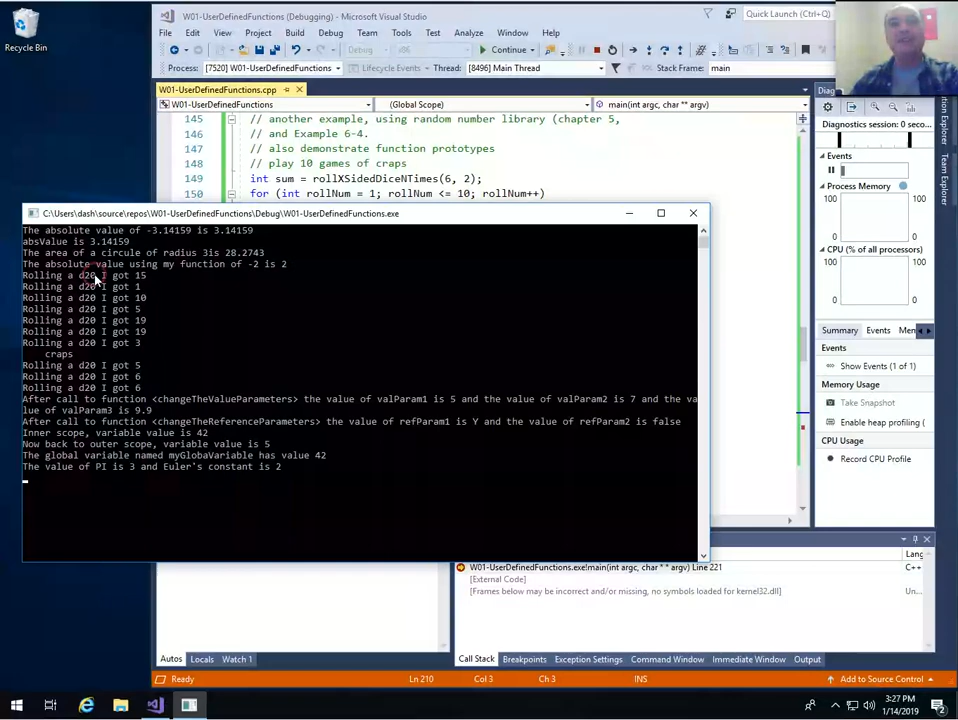 W01-UserDefinedFunctions (Debugging) - Microsoft Visual Studio
Quick Launch (Ctrl+Q)
Recycle Bin
File Edit View Project Build Debug Team Tools Test Analyze Window Help
Debug x86 Continue
Process: [7520] W01-UserDefinedFunctions Lifecycle Events Thread: [8496] Main Thread Stack Frame: main
W01-UserDefinedFunctions.cpp
W01-UserDefinedFunctions (Global Scope) main(int argc, char ** argv)
145 // another example, using random number library (chapter 5,
146 // and Example 6-4.
147 // also demonstrate function prototypes
148 // play 10 games of craps
149 int sum = rollXSidedDiceNTimes(6, 2);
150 for (int rollNum = 1; rollNum <= 10; rollNum++)
C:\Users\dash\source\repos\W01-UserDefinedFunctions\Debug\W01-UserDefinedFunctions.exe
The absolute value of -3.14159 is 3.14159
absValue is 3.14159
The area of a circule of radius 3is 28.2743
The absolute value using my function of -2 is 2
Rolling a d20 I got 15
Rolling a d20 I got 1
Rolling a d20 I got 10
Rolling a d20 I got 5
Rolling a d20 I got 19
Rolling a d20 I got 19
Rolling a d20 I got 3
craps
Rolling a d20 I got 5
Rolling a d20 I got 6
Rolling a d20 I got 6
After call to function <changeTheValueParameters> the value of valParam1 is 5 and the value of valParam2 is 7 and the va
lue of valParam3 is 9.9
After call to function <changeTheReferenceParameters> the value of refParam1 is Y and the value of refParam2 is false
Inner scope, variable value is 42
Now back to outer scope, variable value is 5
The global variable named myGlobaVariable has value 42
The value of PI is 3 and Euler's constant is 2
Diag
Diagnostics session: 0 seco...
Events
Process Memory
CPU (% of all processors)
Summary Events Mem
Events
Show Events (1 of 1)
Memory Usage
Take Snapshot
Enable heap profiling (
CPU Usage
Record CPU Profile
tion Explorer
Team Explorer
Lang
W01-UserDefinedFunctions.exe!main(int argc, char * * argv) Line 221 C++
[External Code]
[Frames below may be incorrect and/or missing, no symbols loaded for kernel32.dll] Un...
Autos Locals Watch 1
Call Stack Breakpoints Exception Settings Command Window Immediate Window Output
Ready Ln 210 Col 3 Ch 3 INS Add to Source Control
3:27 PM
1/14/2019
2